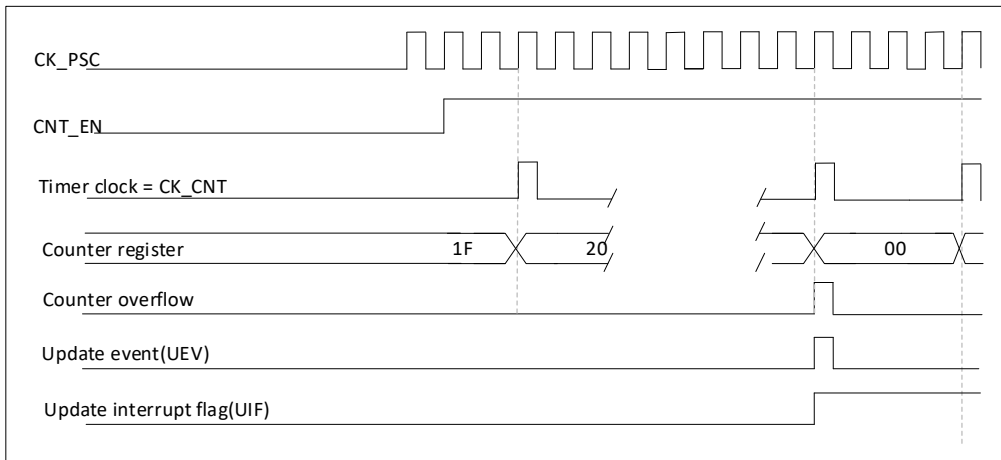 CK_PSC
CNT_EN
Timer clock = CK_CNT
Counter register 1F 20 00
Counter overflow
Update event(UEV)
Update interrupt flag(UIF)